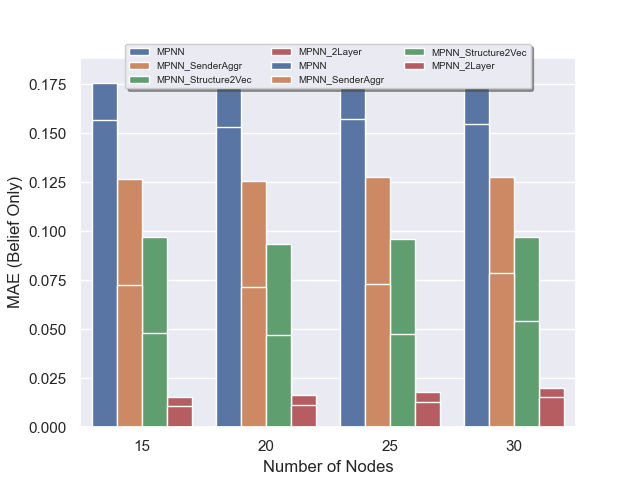 MPNN
MPNN_SenderAggr
MPNN_Structure2Vec
MPNN_2Layer
MPNN
MPNN_SenderAggr
MPNN_Structure2Vec
MPNN_2Layer
0.175
0.150
0.125
0.100
0.075
0.050
0.025
0.000
MAE (Belief Only)
15
20
25
30
Number of Nodes